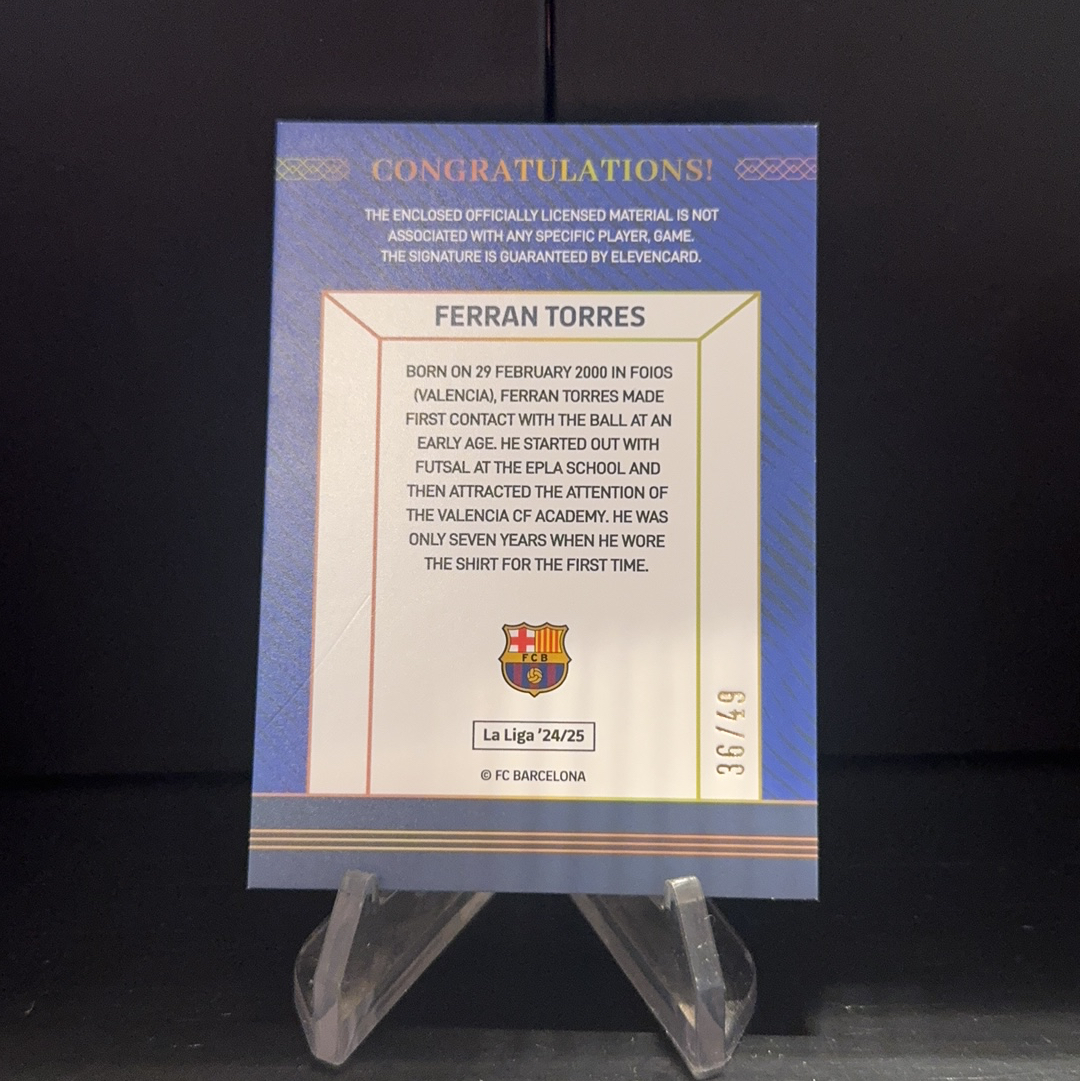 CONGRATULATIONS!
THE ENCLOSED OFFICIALLY LICENSED MATERIAL IS NOT
ASSOCIATED WITH ANY SPECIFIC PLAYER, GAME.
THE SIGNATURE IS GUARANTEED BY ELEVENCARD.
FERRAN TORRES
BORN ON 29 FEBRUARY 2000 IN FOIOS
(VALENCIA), FERRAN TORRES MADE
FIRST CONTACT WITH THE BALL AT AN
EARLY AGE. HE STARTED OUT WITH
FUTSAL AT THE EPLA SCHOOL AND
THEN ATTRACTED THE ATTENTION OF
THE VALENCIA CF ACADEMY. HE WAS
ONLY SEVEN YEARS WHEN HE WORE
THE SHIRT FOR THE FIRST TIME.
FCB
La Liga '24/25
© FC BARCELONA
36/49